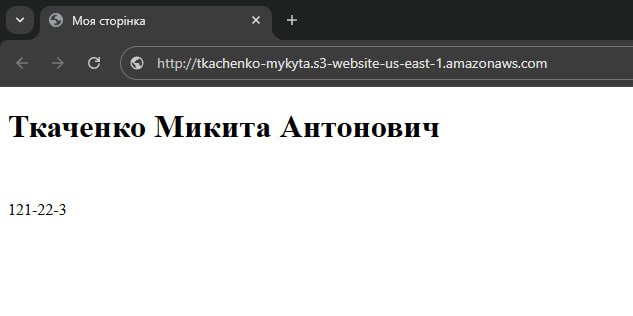 Моя сторінка
http://tkachenko-mykyta.s3-website-us-east-1.amazonaws.com
Ткаченко Микита Антонович
121-22-3